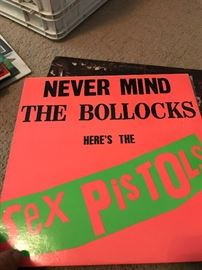 NEVER MIND
THE BOLLOCKS
HERE'S THE
sex PisTOLs